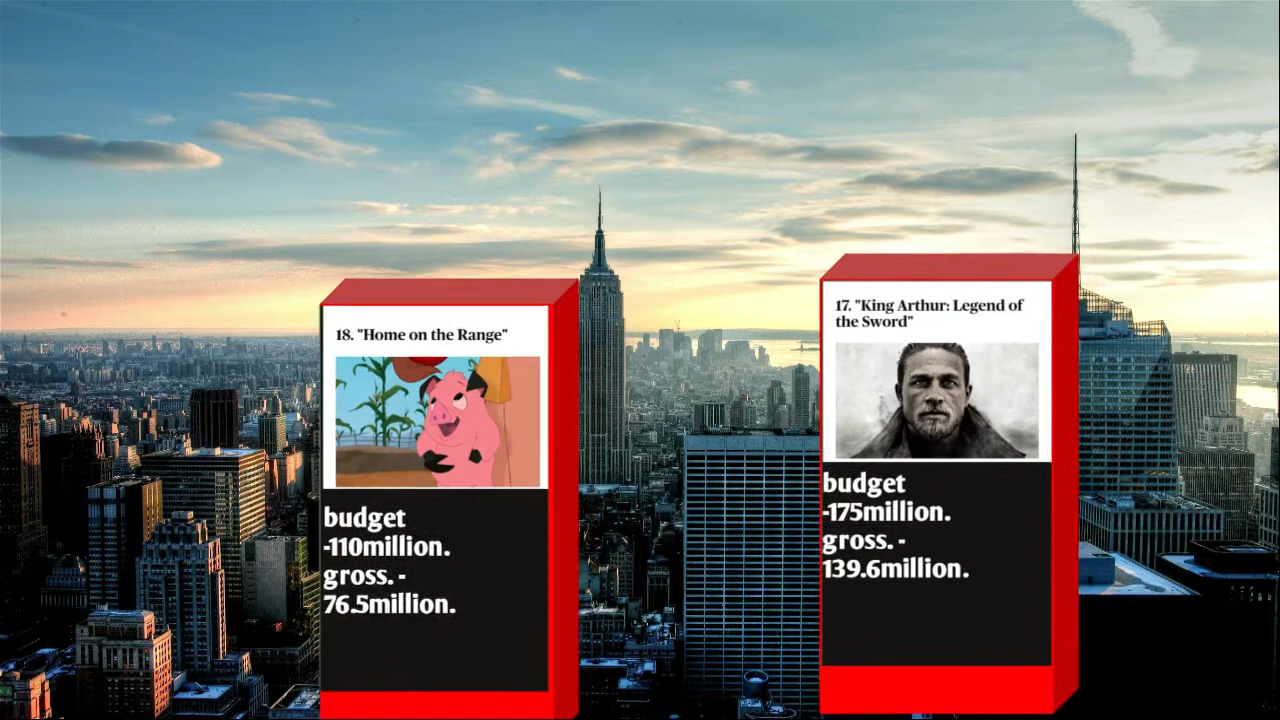 18. "Home on the Range"
budget
-110million.
gross. -
76.5million.
17. "King Arthur: Legend of
the Sword"
budget
-175million.
gross. -
139.6million.